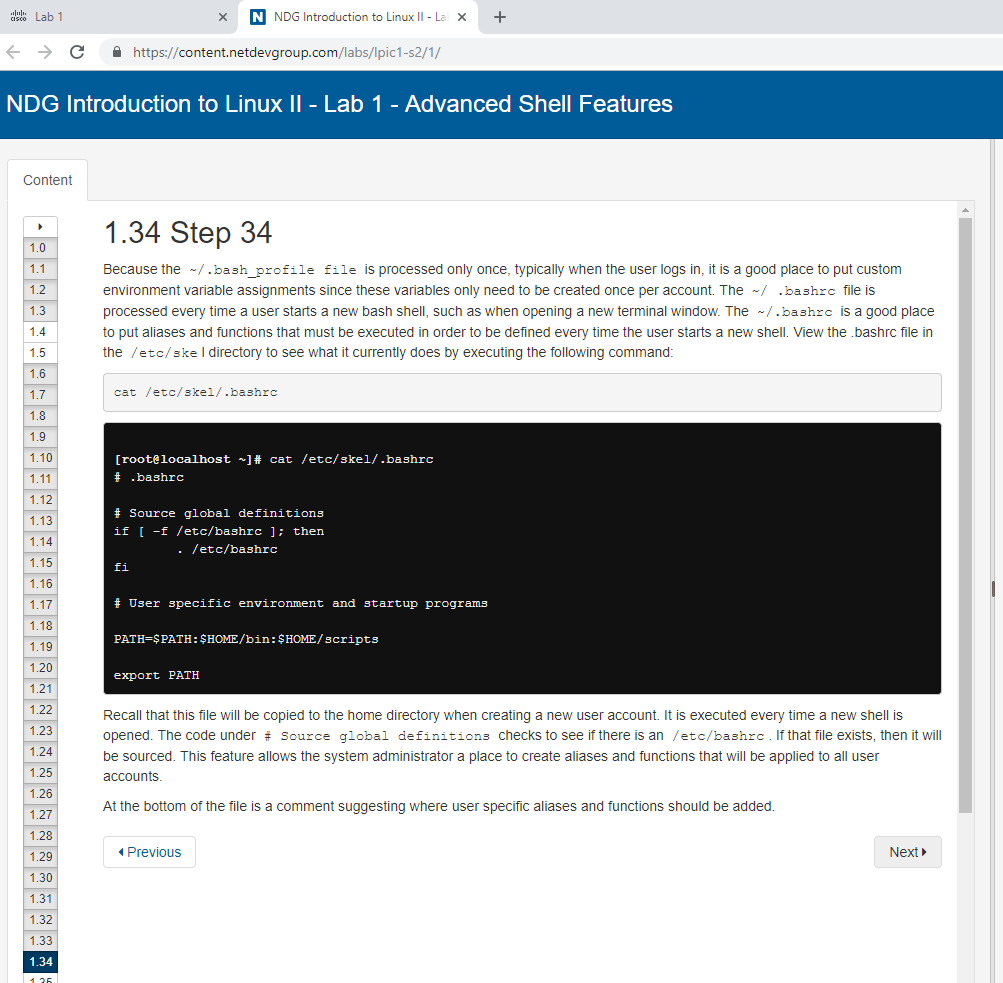 Lab 1
NDG Introduction to Linux II - La
https://content.netdevgroup.com/labs/lpic1-s2/1/
NDG Introduction to Linux II - Lab 1 - Advanced Shell Features
Content
1.0
1.1
1.2
1.3
1.4
1.5
1.6
1.7
1.8
1.9
1.10
1.11
1.12
1.13
1.14
1.15
1.16
1.17
1.18
1.19
1.20
1.21
1.22
1.23
1.24
1.25
1.26
1.27
1.28
1.29
1.30
1.31
1.32
1.33
1.34
1.35
1.34 Step 34
Because the ~/.bash_profile file is processed only once, typically when the user logs in, it is a good place to put custom
environment variable assignments since these variables only need to be created once per account. The ~/ .bashrc file is
processed every time a user starts a new bash shell, such as when opening a new terminal window. The ~/.bashrc is a good place
to put aliases and functions that must be executed in order to be defined every time the user starts a new shell. View the .bashrc file in
the /etc/ske l directory to see what it currently does by executing the following command:
cat /etc/skel/.bashrc
[root@localhost ~]# cat /etc/skel/.bashrc
# .bashrc
# Source global definitions
if [ -f /etc/bashrc ]; then
. /etc/bashrc
fi
# User specific environment and startup programs
PATH=$PATH:$HOME/bin:$HOME/scripts
export PATH
Recall that this file will be copied to the home directory when creating a new user account. It is executed every time a new shell is
opened. The code under # Source global definitions checks to see if there is an /etc/bashrc. If that file exists, then it will
be sourced. This feature allows the system administrator a place to create aliases and functions that will be applied to all user
accounts.
At the bottom of the file is a comment suggesting where user specific aliases and functions should be added.
Previous
Next